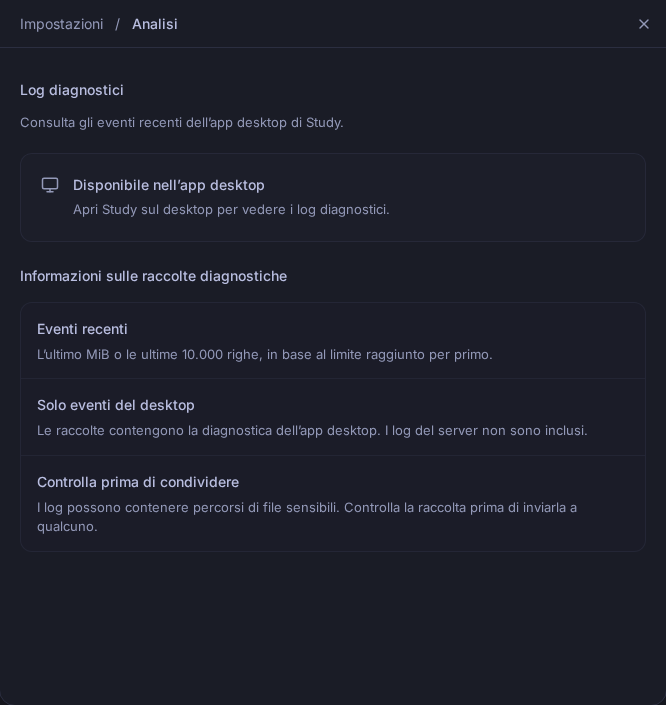 Impostazioni / Analisi
Log diagnostici
Consulta gli eventi recenti dell’app desktop di Study.
Disponibile nell’app desktop
Apri Study sul desktop per vedere i log diagnostici.
Informazioni sulle raccolte diagnostiche
Eventi recenti
L’ultimo MiB o le ultime 10.000 righe, in base al limite raggiunto per primo.
Solo eventi del desktop
Le raccolte contengono la diagnostica dell’app desktop. I log del server non sono inclusi.
Controlla prima di condividere
I log possono contenere percorsi di file sensibili. Controlla la raccolta prima di inviarla a
qualcuno.